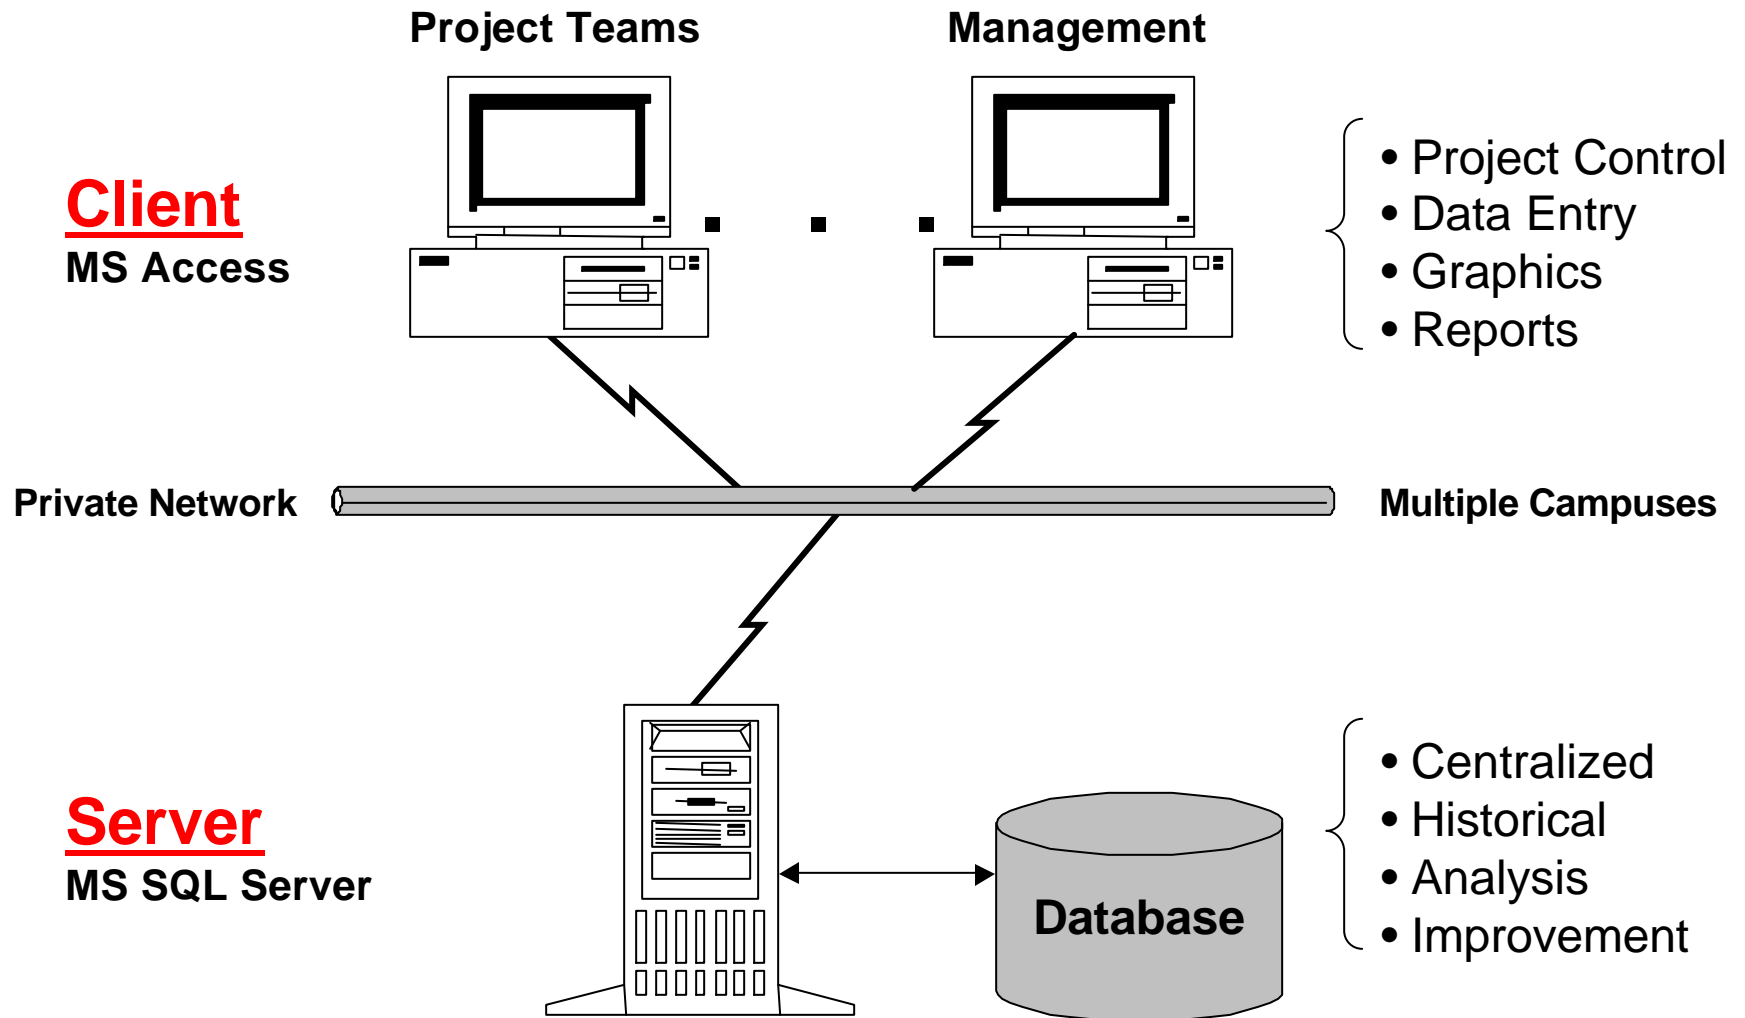 Project Teams
Management
Client
MS Access
• Project Control
• Data Entry
• Graphics
• Reports
Private Network
Multiple Campuses
Server
MS SQL Server
Database
• Centralized
• Historical
• Analysis
• Improvement